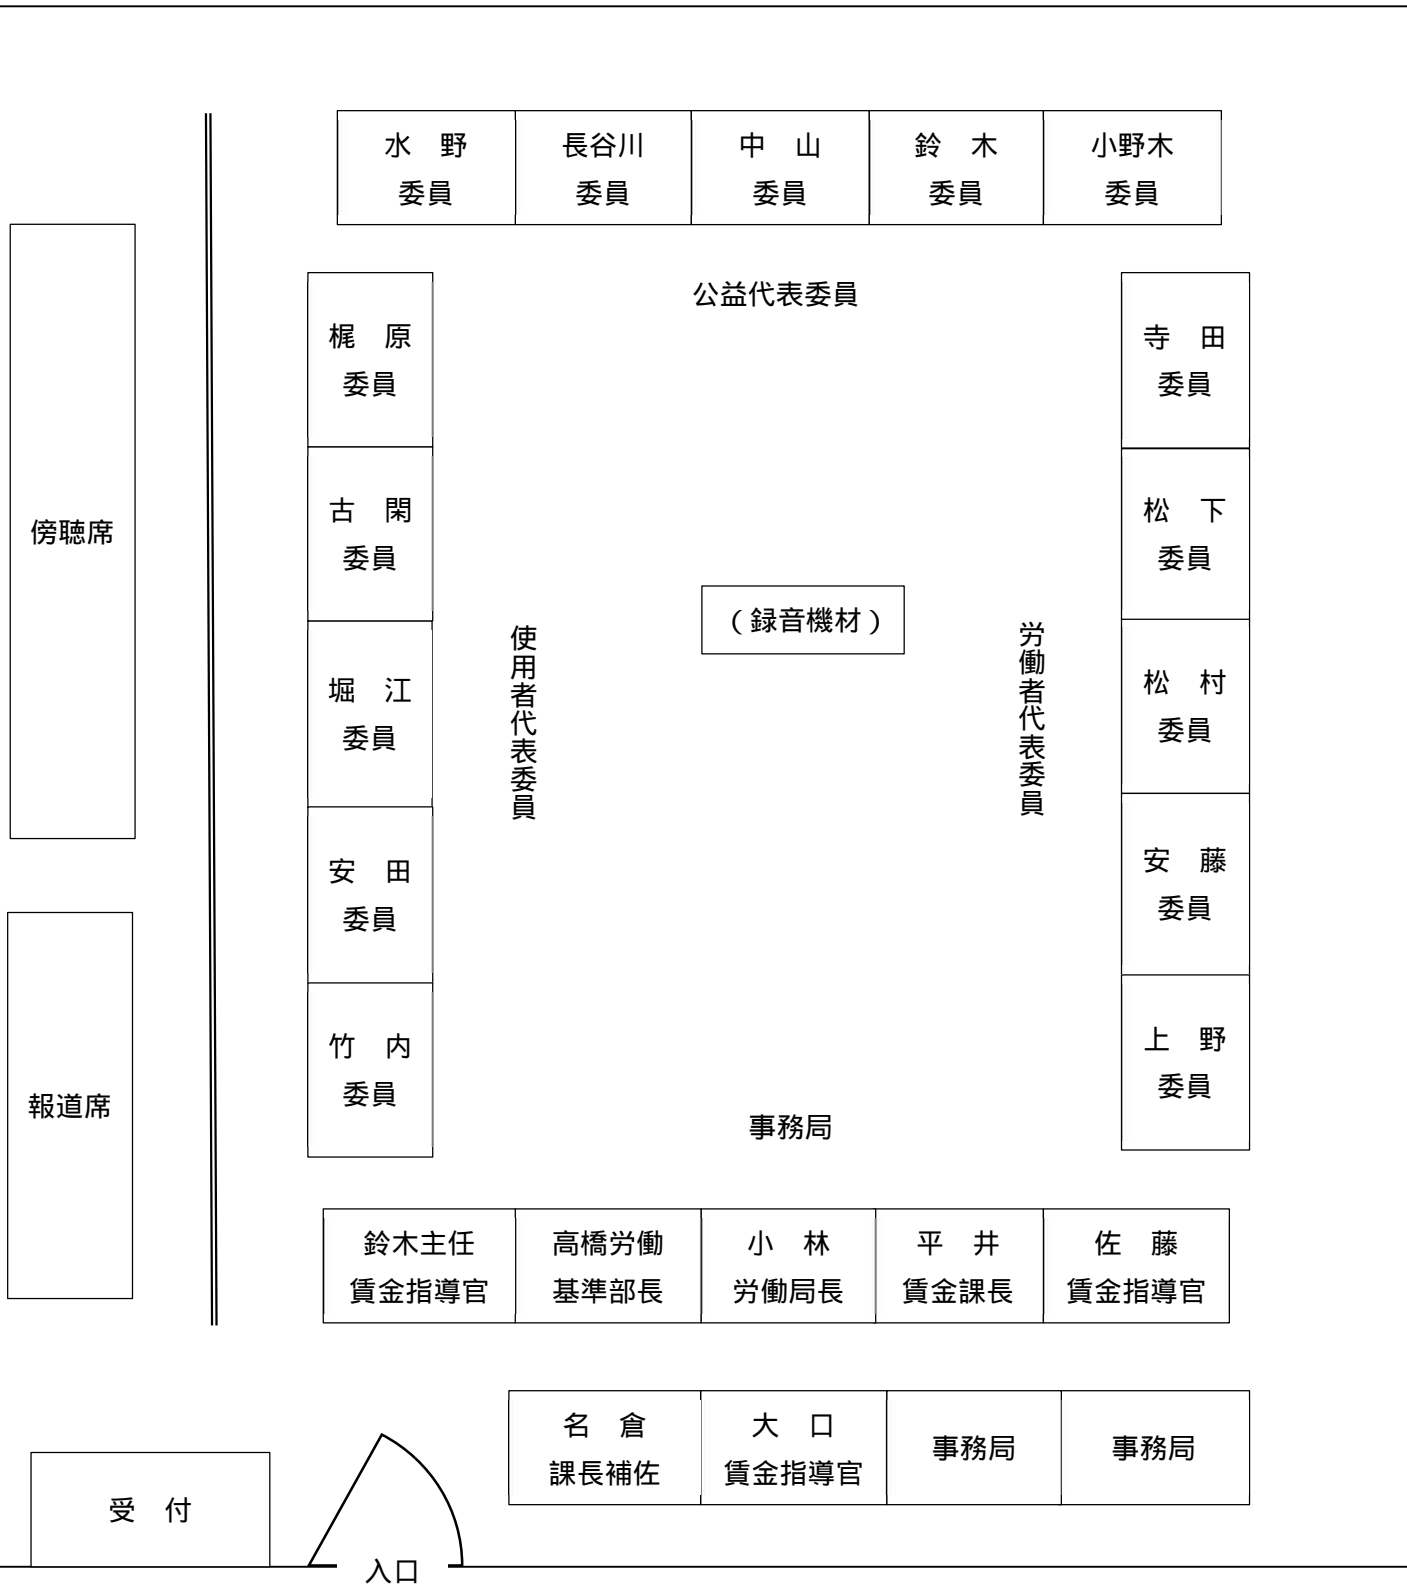 水　野
委員
長谷川
委員
中　山
委員
鈴　木
委員
小野木
委員
公益代表委員
梶　原
委員
古　閑
委員
堀　江
委員
安　田
委員
竹　内
委員
使用者代表委員
（録音機材）
労働者代表委員
寺　田
委員
松　下
委員
松　村
委員
安　藤
委員
上　野
委員
傍聴席
報道席
事務局
鈴木主任
賃金指導官
高橋労働
基準部長
小　林
労働局長
平　井
賃金課長
佐　藤
賃金指導官
名　倉
課長補佐
大　口
賃金指導官
事務局
事務局
受　付
入口